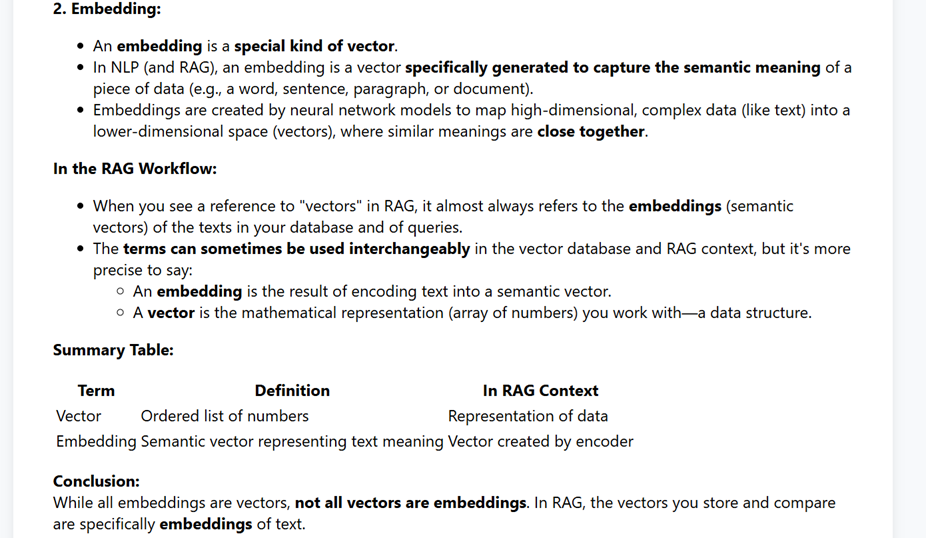 2. Embedding:
• An embedding is a special kind of vector.
• In NLP (and RAG), an embedding is a vector specifically generated to capture the semantic meaning of a
piece of data (e.g., a word, sentence, paragraph, or document).
• Embeddings are created by neural network models to map high-dimensional, complex data (like text) into a
lower-dimensional space (vectors), where similar meanings are close together.
In the RAG Workflow:
• When you see a reference to "vectors" in RAG, it almost always refers to the embeddings (semantic
vectors) of the texts in your database and of queries.
• The terms can sometimes be used interchangeably in the vector database and RAG context, but it's more
precise to say:
○ An embedding is the result of encoding text into a semantic vector.
○ A vector is the mathematical representation (array of numbers) you work with—a data structure.
Summary Table:
Term Definition In RAG Context
Vector Ordered list of numbers Representation of data
Embedding Semantic vector representing text meaning Vector created by encoder
Conclusion:
While all embeddings are vectors, not all vectors are embeddings. In RAG, the vectors you store and compare
are specifically embeddings of text.